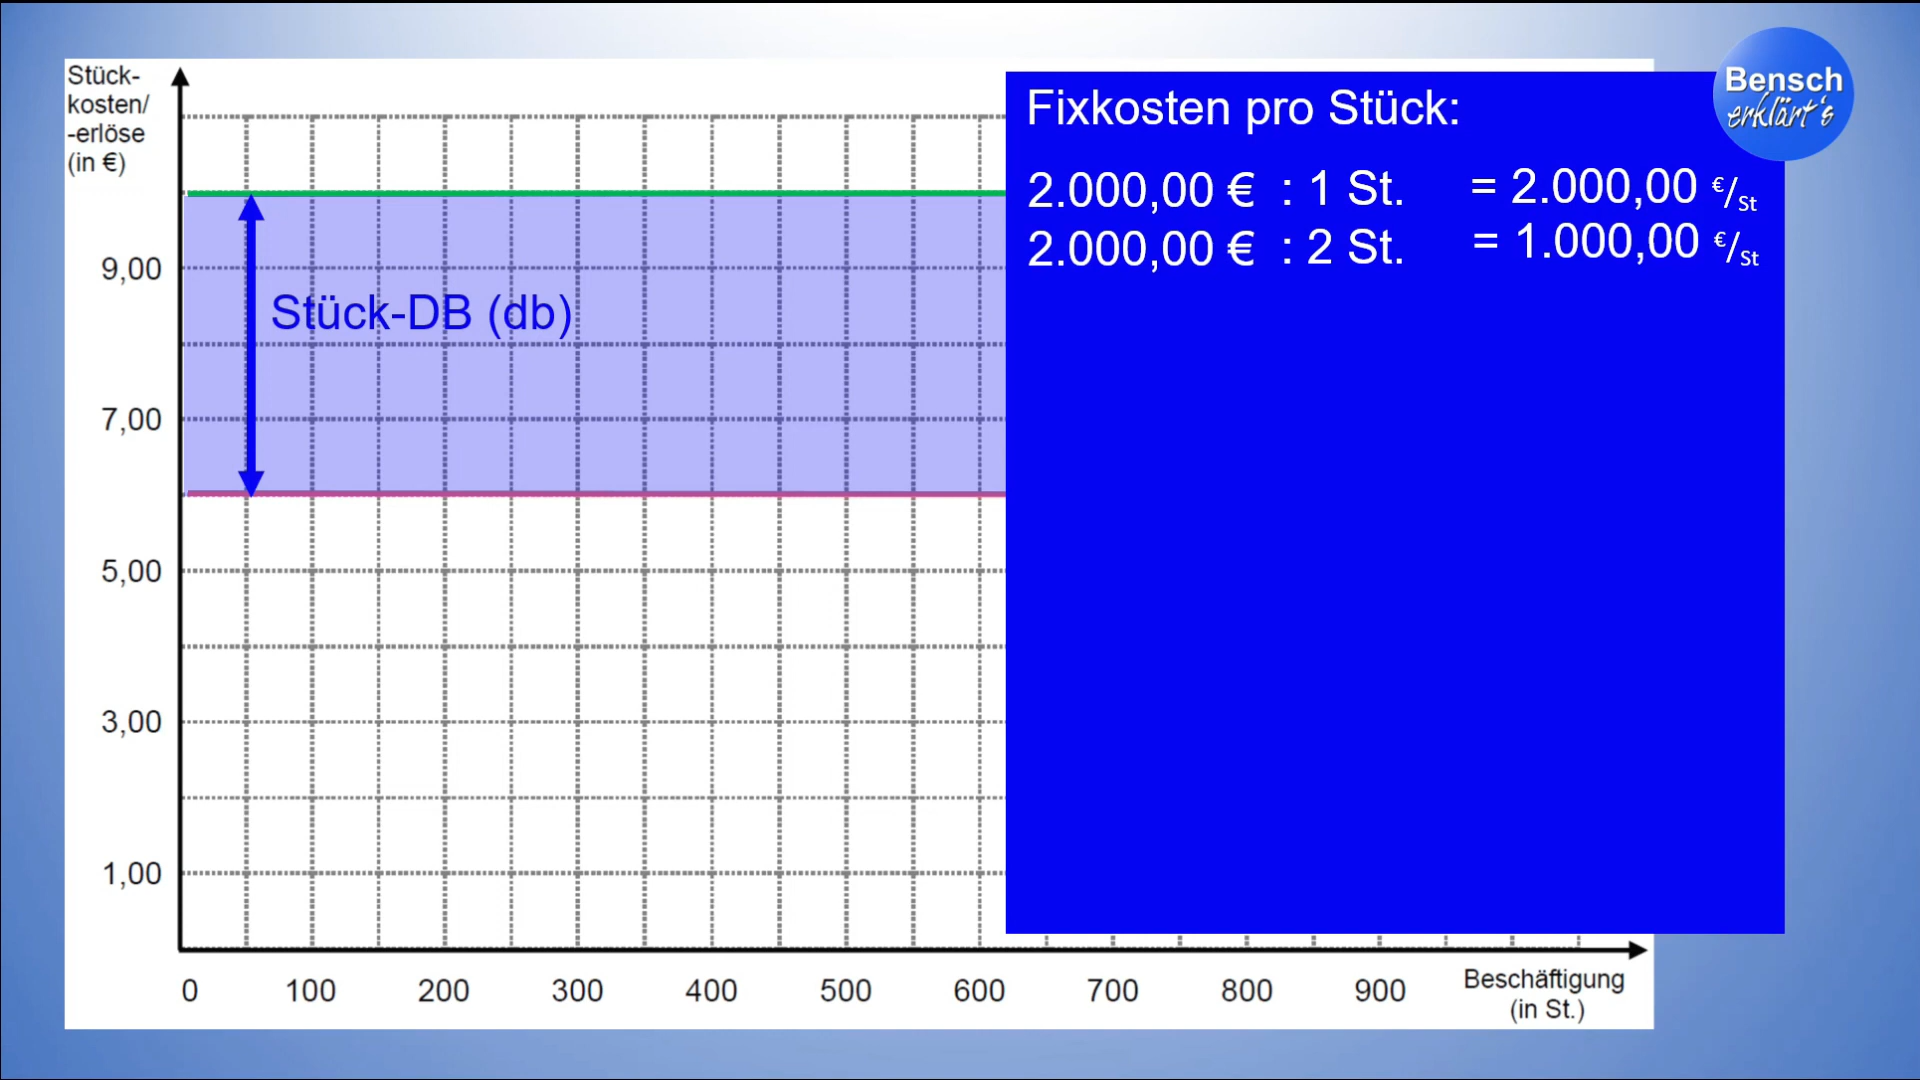 Stück-
kosten/
-erlöse
(in €)
9,00
7,00
5,00
3,00
1,00
Stück-DB (db)
0 100 200 300 400 500 600 700 800 900
Beschäftigung
(in St.)
Fixkosten pro Stück:
2.000,00 € : 1 St. = 2.000,00 €/St
2.000,00 € : 2 St. = 1.000,00 €/St
Bensch
erklärt's